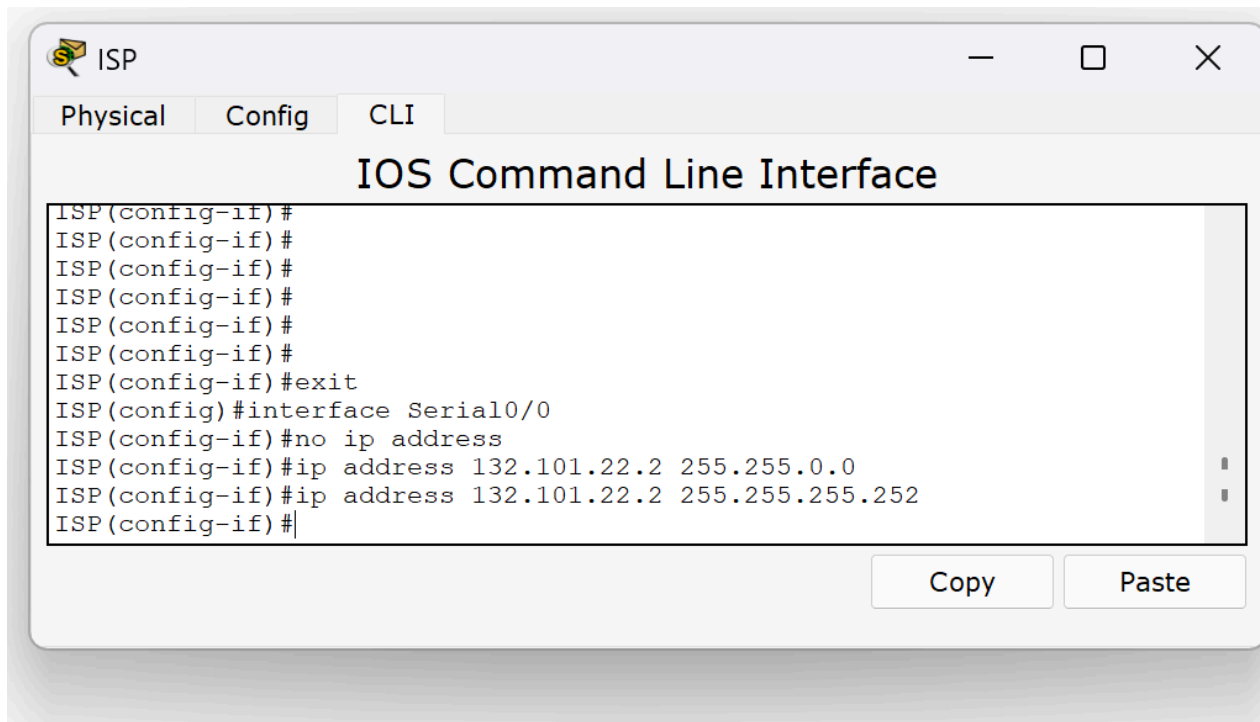 ISP
Physical Config CLI
IOS Command Line Interface
ISP(config-if)#
ISP(config-if)#
ISP(config-if)#
ISP(config-if)#
ISP(config-if)#
ISP(config-if)#
ISP(config-if)#exit
ISP(config)#interface Serial0/0
ISP(config-if)#no ip address
ISP(config-if)#ip address 132.101.22.2 255.255.0.0
ISP(config-if)#ip address 132.101.22.2 255.255.255.252
ISP(config-if)#
Copy Paste